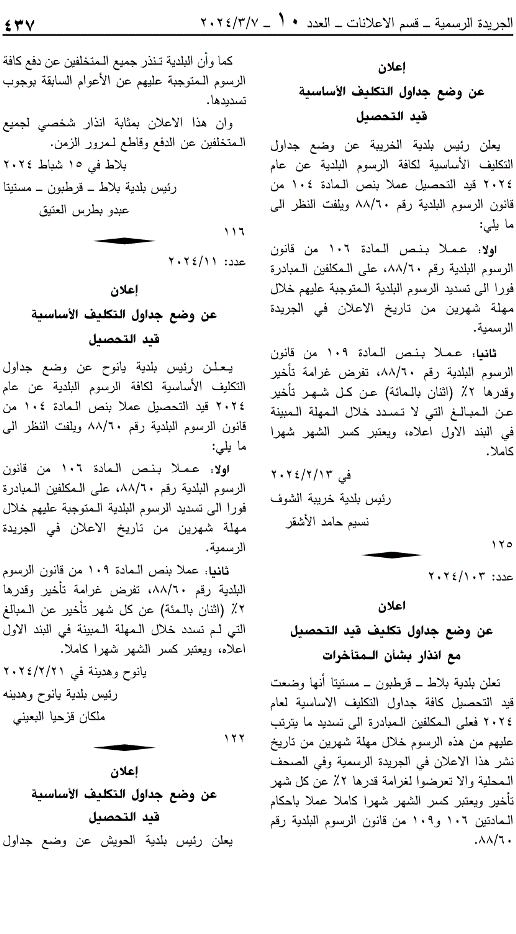 الجريدة الرسمية ـ قسم الاعلانات ـ العدد ١٠ ـ ٢٠٢٤/٣/٧
٤٣٧
إعلان
عن وضع جداول التكليف الأساسية
قيد التحصيل
يعلن رئيس بلدية الخريبة عن وضع جداول
التكليف الأساسية لكافة الرسوم البلدية عن عام
٢٠٢٤ قيد التحصيل عملا بنص المادة ١٠٤ من
قانون الرسوم البلدية رقم ٨٨/٦٠ ويلفت النظر الى
ما يلي:
اولا: عملا بنص المادة ١٠٦ من قانون
الرسوم البلدية رقم ٨٨/٦٠، على المكلفين المبادرة
فورا الى تسديد الرسوم البلدية المتوجبة عليهم خلال
مهلة شهرين من تاريخ الاعلان في الجريدة
الرسمية.
ثانيا: عملا بنص المادة ١٠٩ من قانون
الرسوم البلدية رقم ٨٨/٦٠، تفرض غرامة تأخير
وقدرها ٢٪ (اثنان بالمائة) عن كل شهر تأخير
عن المبالغ التي لا تسدد خلال المهلة المبينة
في البند الاول اعلاه، ويعتبر كسر الشهر شهرا
كاملا.
في ٢٠٢٤/٢/١٣
رئيس بلدية خريبة الشوف
نسيم حامد الأشقر
١٢٥
عدد: ٢٠٢٤/١٠٣
اعلان
عن وضع جداول تكليف قيد التحصيل
مع انذار بشأن المتأخرات
تعلن بلدية بلاط ـ قرطبون ـ مستيتا أنها وضعت
قيد التحصيل كافة جداول التكليف الاساسية لعام
٢٠٢٤ فعلى المكلفين المبادرة الى تسديد ما يترتب
عليهم من هذه الرسوم خلال مهلة شهرين من تاريخ
نشر هذا الاعلان في الجريدة الرسمية وفي الصحف
المحلية والا تعرضوا لغرامة قدرها ٢٪ عن كل شهر
تأخير ويعتبر كسر الشهر شهرا كاملا عملا باحكام
المادتين ١٠٦ و١٠٩ من قانون الرسوم البلدية رقم
٨٨/٦٠.
كما وأن البلدية تنذر جميع المتخلفين عن دفع كافة
الرسوم المتوجبة عليهم عن الأعوام السابقة بوجوب
تسديدها.
وان هذا الاعلان بمثابة انذار شخصي لجميع
المتخلفين عن الدفع وقاطع لمرور الزمن.
بلاط في ١٥ شباط ٢٠٢٤
رئيس بلدية بلاط ـ قرطبون ـ مستيتا
عبدو بطرس العتيق
١١٦
عدد: ٢٠٢٤/١١
إعلان
عن وضع جداول التكليف الأساسية
قيد التحصيل
يعلن رئيس بلدية يانوح عن وضع جداول
التكليف الأساسية لكافة الرسوم البلدية عن عام
٢٠٢٤ قيد التحصيل عملا بنص المادة ١٠٤ من
قانون الرسوم البلدية رقم ٨٨/٦٠ ويلفت النظر الى
ما يلي:
اولا: عملا بنص المادة ١٠٦ من قانون
الرسوم البلدية رقم ٨٨/٦٠، على المكلفين المبادرة
فورا الى تسديد الرسوم البلدية المتوجبة عليهم خلال
مهلة شهرين من تاريخ الاعلان في الجريدة
الرسمية.
ثانيا: عملا بنص المادة ١٠٩ من قانون الرسوم
البلدية رقم ٨٨/٦٠، تفرض غرامة تأخير وقدرها
٢٪ (اثنان بالمئة) عن كل شهر تأخير عن المبالغ
التي لم تسدد خلال المهلة المبينة في البند الاول
اعلاه، ويعتبر كسر الشهر شهرا كاملا.
يانوح وهدينة في ٢٠٢٤/٢/٢١
رئيس بلدية يانوح وهدينه
ملكان قزحيا البعيني
١٢٢
إعلان
عن وضع جداول التكليف الأساسية
قيد التحصيل
يعلن رئيس بلدية الحويش عن وضع جداول